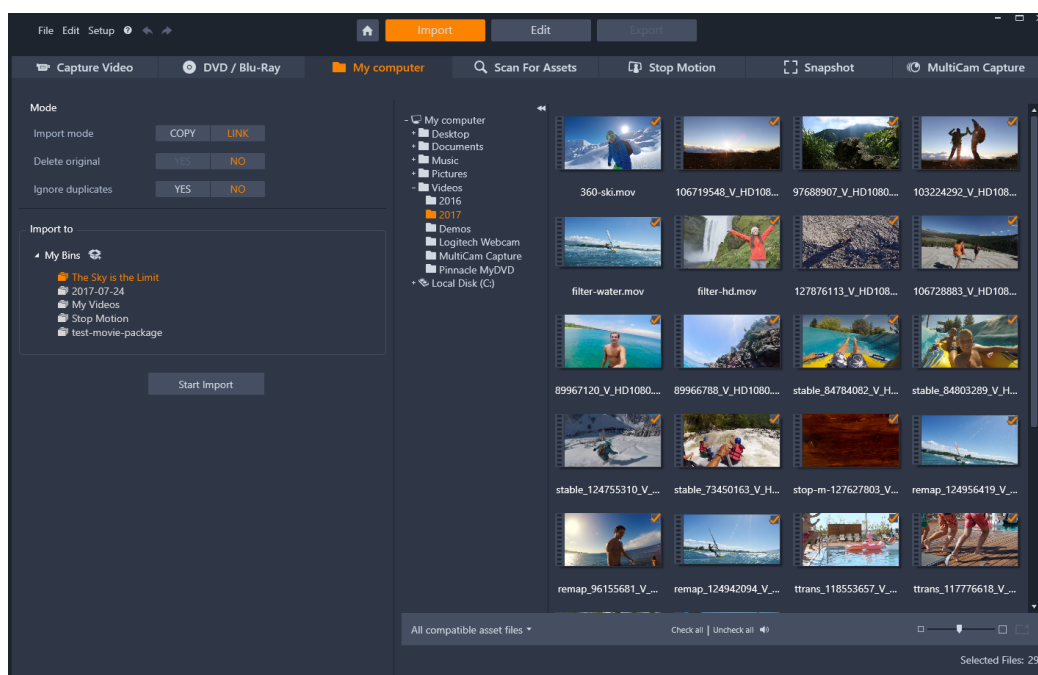 File Edit Setup
Import Edit Export
Capture Video DVD / Blu-Ray My computer Scan For Assets Stop Motion Snapshot MultiCam Capture
Mode
Import mode COPY LINK
Delete original YES NO
Ignore duplicates YES NO
Import to
My Bins
The Sky is the Limit
2017-07-24
My Videos
Stop Motion
test-movie-package
Start Import
My computer
Desktop
Documents
Music
Pictures
Videos
2016
2017
Demos
Logitech Webcam
MultiCam Capture
Pinnacle MyDVD
Local Disk (C:)
360-ski.mov 106719548_V_HD108... 97688907_V_HD1080.... 103224292_V_HD108...
filter-water.mov filter-hd.mov 127876113_V_HD108... 106728883_V_HD108...
89967120_V_HD1080.... 89966788_V_HD1080.... stable_84784082_V_H... stable_84803289_V_H...
stable_124755310_V_... stable_73450163_V_H... stop-m-127627803_V... remap_124956419_V_...
remap_96155681_V_... remap_124942094_V_... ttrans_118553657_V_... ttrans_117776618_V_...
All compatible asset files Check all | Uncheck all
Selected Files: 29